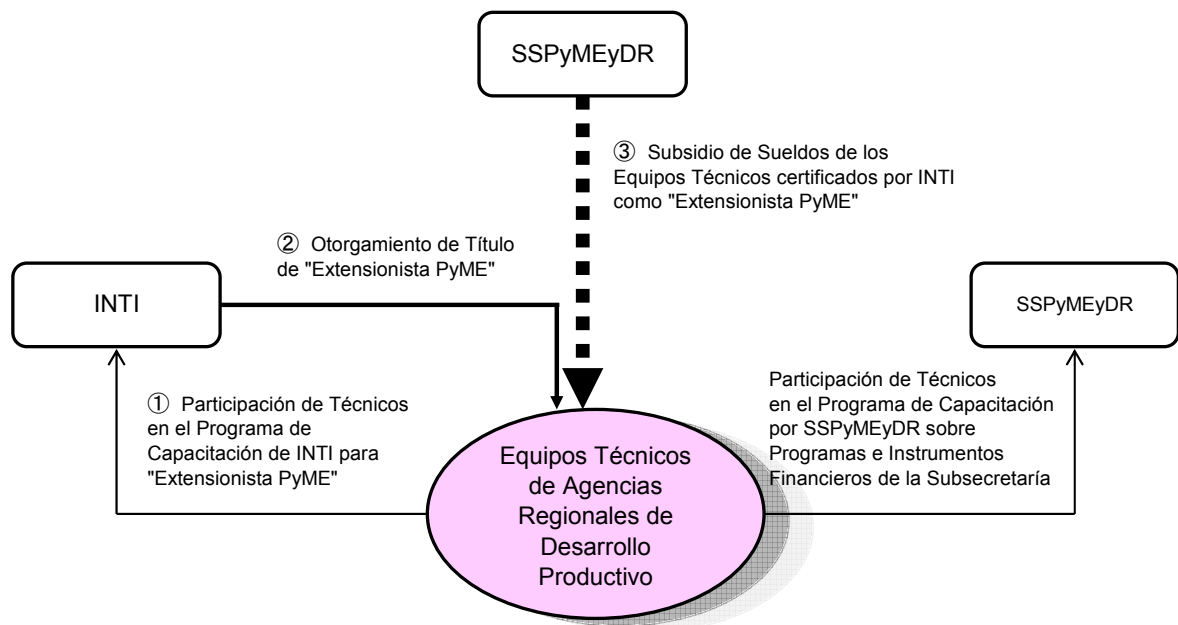 SSPyMEyDR
③ Subsidio de Sueldos de los
Equipos Técnicos certificados por INTI
como "Extensionista PyME"
② Otorgamiento de Título
de "Extensionista PyME"
INTI
SSPyMEyDR
① Participación de Técnicos
en el Programa de
Capacitación de INTI para
"Extensionista PyME"
Participación de Técnicos
en el Programa de Capacitación
por SSPyMEyDR sobre
Programas e Instrumentos
Financieros de la Subsecretaría
Equipos Técnicos
de Agencias
Regionales de
Desarrollo
Productivo